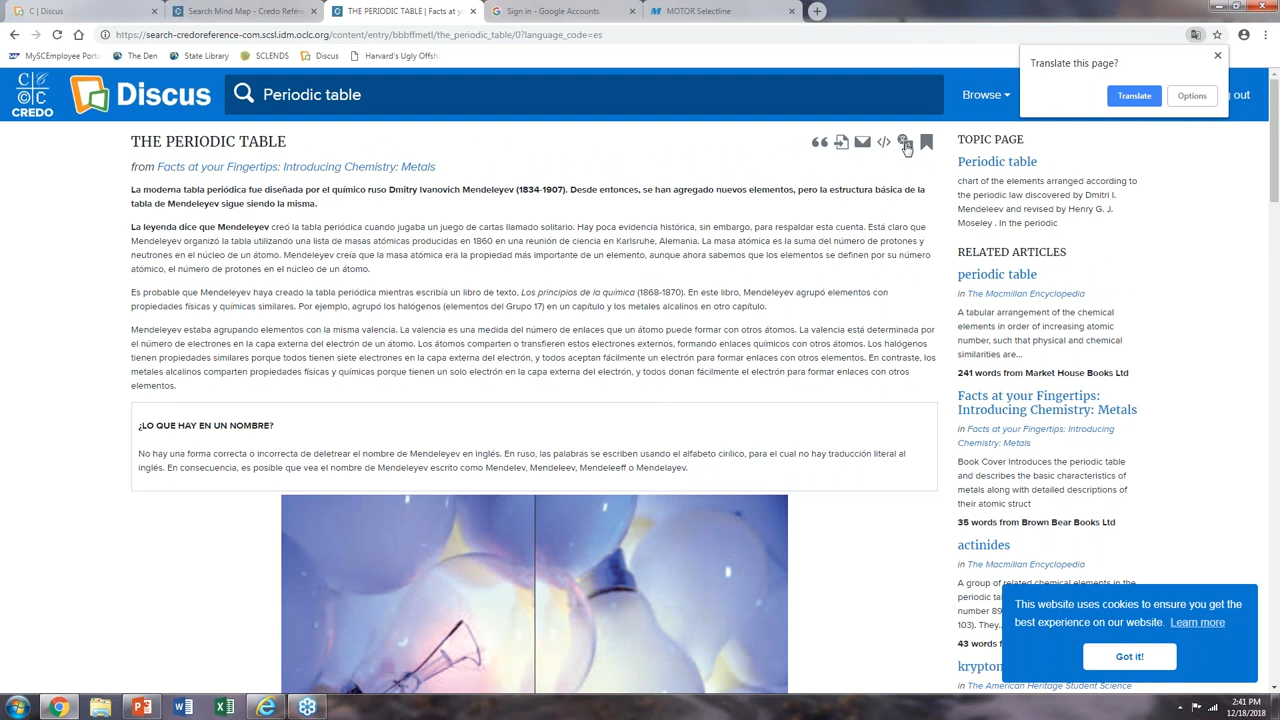 C | Discus
Search Mind Map - Credo Refere
THE PERIODIC TABLE | Facts at yo
Sign in - Google Accounts
MOTOR Selectline
https://search-credoreference-com.scsl.idm.oclc.org/content/entry/bbbffmetl/the_periodic_table/0?language_code=es
MySCEmployee Port
The Den
State Library
SCLENDS
Discus
Harvard's Ugly Offsh
Translate this page?
Translate
Options
CREDO
Discus
Periodic table
Browse
out
THE PERIODIC TABLE
from Facts at your Fingertips: Introducing Chemistry: Metals
La moderna tabla periódica fue diseñada por el químico ruso Dmitry Ivanovich Mendeleyev (1834-1907). Desde entonces, se han agregado nuevos elementos, pero la estructura básica de la
tabla de Mendeleyev sigue siendo la misma.
La leyenda dice que Mendeleyev creó la tabla periódica cuando jugaba un juego de cartas llamado solitario. Hay poca evidencia histórica, sin embargo, para respaldar esta cuenta. Está claro que
Mendeleyev organizó la tabla utilizando una lista de masas atómicas producidas en 1860 en una reunión de ciencia en Karlsruhe, Alemania. La masa atómica es la suma del número de protones y
neutrones en el núcleo de un átomo. Mendeleyev creía que la masa atómica era la propiedad más importante de un elemento, aunque ahora sabemos que los elementos se definen por su número
atómico, el número de protones en el núcleo de un átomo.
Es probable que Mendeleyev haya creado la tabla periódica mientras escribía un libro de texto, Los principios de la química (1868-1870). En este libro, Mendeleyev agrupó elementos con
propiedades físicas y químicas similares. Por ejemplo, agrupó los halógenos (elementos del Grupo 17) en un capítulo y los metales alcalinos en otro capítulo.
Mendeleyev estaba agrupando elementos con la misma valencia. La valencia es una medida del número de enlaces que un átomo puede formar con otros átomos. La valencia está determinada por
el número de electrones en la capa externa del electrón de un átomo. Los átomos comparten o transfieren estos electrones externos, formando enlaces químicos con otros átomos. Los halógenos
tienen propiedades similares porque todos tienen siete electrones en la capa externa del electrón, y todos aceptan fácilmente un electrón para formar enlaces con otros elementos. En contraste, los
metales alcalinos comparten propiedades físicas y químicas porque tienen un solo electrón en la capa externa del electrón, y todos donan fácilmente el electrón para formar enlaces con otros
elementos.
¿LO QUE HAY EN UN NOMBRE?
No hay una forma correcta o incorrecta de deletrear el nombre de Mendeleyev en inglés. En ruso, las palabras se escriben usando el alfabeto cirílico, para el cual no hay traducción literal al
inglés. En consecuencia, es posible que vea el nombre de Mendeleyev escrito como Mendelev, Mendeleev, Mendeleeff o Mendelayev.
TOPIC PAGE
Periodic table
chart of the elements arranged according to
the periodic law discovered by Dmitri I.
Mendeleev and revised by Henry G. J.
Moseley . In the periodic
RELATED ARTICLES
periodic table
in The Macmillan Encyclopedia
A tabular arrangement of the chemical
elements in order of increasing atomic
number, such that physical and chemical
similarities are...
241 words from Market House Books Ltd
Facts at your Fingertips:
Introducing Chemistry: Metals
in Facts at your Fingertips: Introducing
Chemistry: Metals
Book Cover Introduces the periodic table
and describes the basic characteristics of
metals along with detailed descriptions of
their atomic struct
35 words from Brown Bear Books Ltd
actinides
in The Macmillan Encyclopedia
A group of related chemical elements in the
periodic ta
number 89
103). They...
43 words f
krypton
in The American Heritage Student Science
This website uses cookies to ensure you get the
best experience on our website. Learn more
Got it!
2:41 PM
12/18/2018